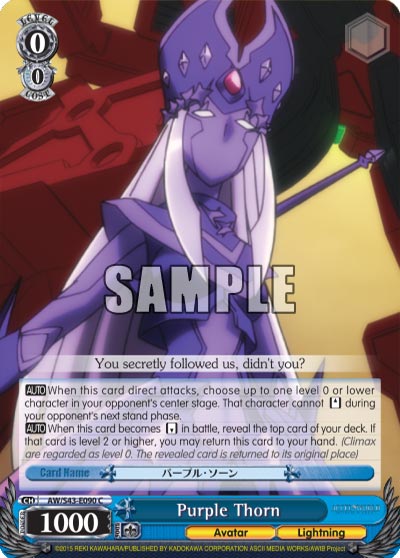 LEVEL
0
0
COST
SAMPLE
You secretly followed us, didn't you?
AUTO When this card direct attacks, choose up to one level 0 or lower
character in your opponent's center stage. That character cannot during
your opponent's next stand phase.
AUTO When this card becomes in battle, reveal the top card of your deck. If
that card is level 2 or higher, you may return this card to your hand. (Climax
are regarded as level 0. The revealed card is returned to its original place)
Card Name
パープル・ソーン
CH AW/S43-E090 C
POWER 1000
Purple Thorn
Avatar
Lightning
©2015 REKI KAWAHARA/PUBLISHED BY KADOKAWA CORPORATION ASCII MEDIA WORKS/AWIB Project